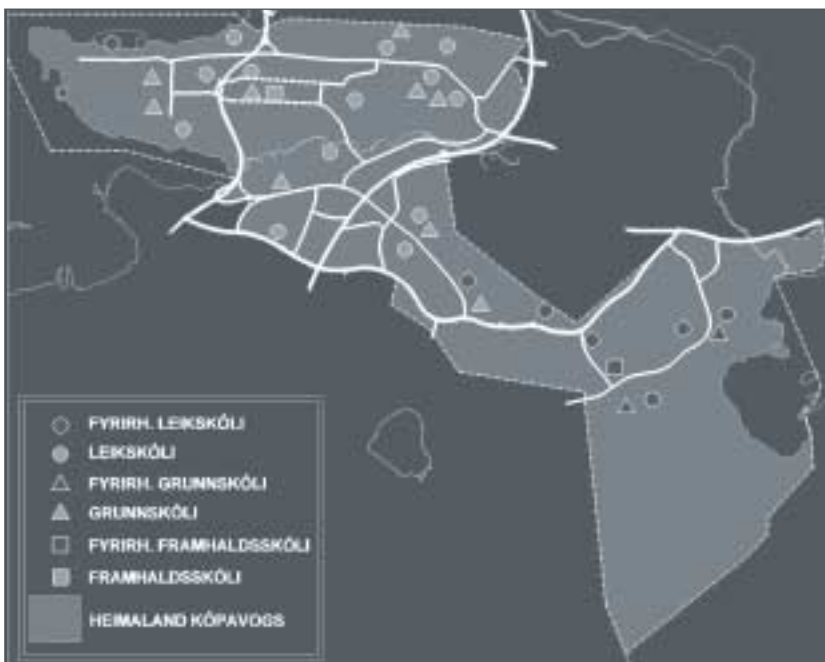 FYRIRH. LEIKSKÓLI
LEIKSKÓLI
FYRIRH. GRUNNSKÓLI
GRUNNSKÓLI
FYRIRH. FRAMHALDSSKÓLI
FRAMHALDSSKÓLI
HEIMALAND KÓPAVOGS